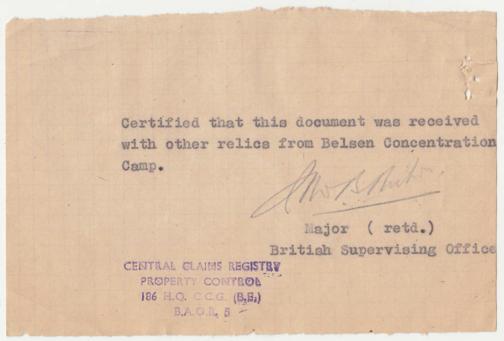 Certified that this document was received
with other relics from Belsen Concentration
Camp.
Major ( retd.)
British Supervising Office
CENTRAL CLAIMS REGISTRY
PROPERTY CONTROL
186 H.Q. C.C.G. (B.E.)
B.A.O.R. 5